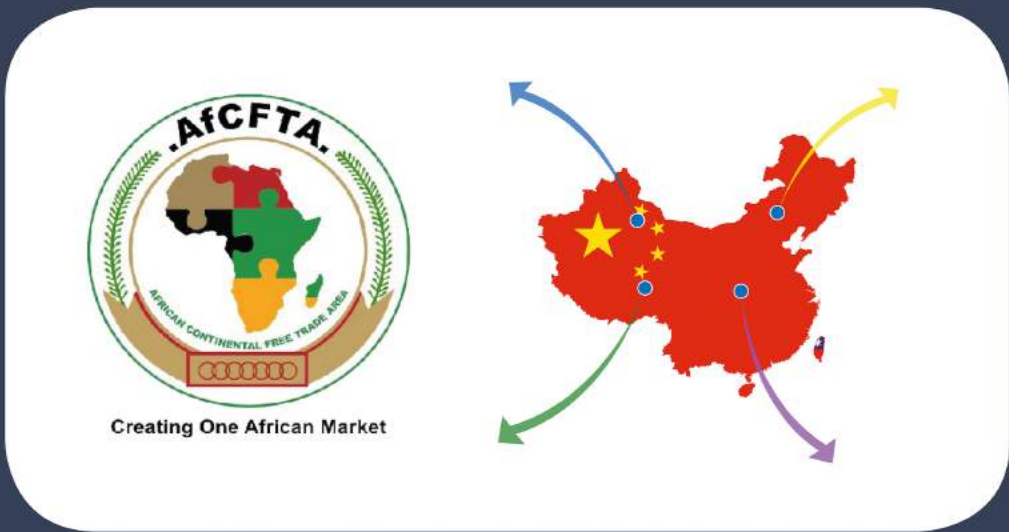 .AfCFTA.
AFRICAN CONTINENTAL FREE TRADE AREA
Creating One African Market